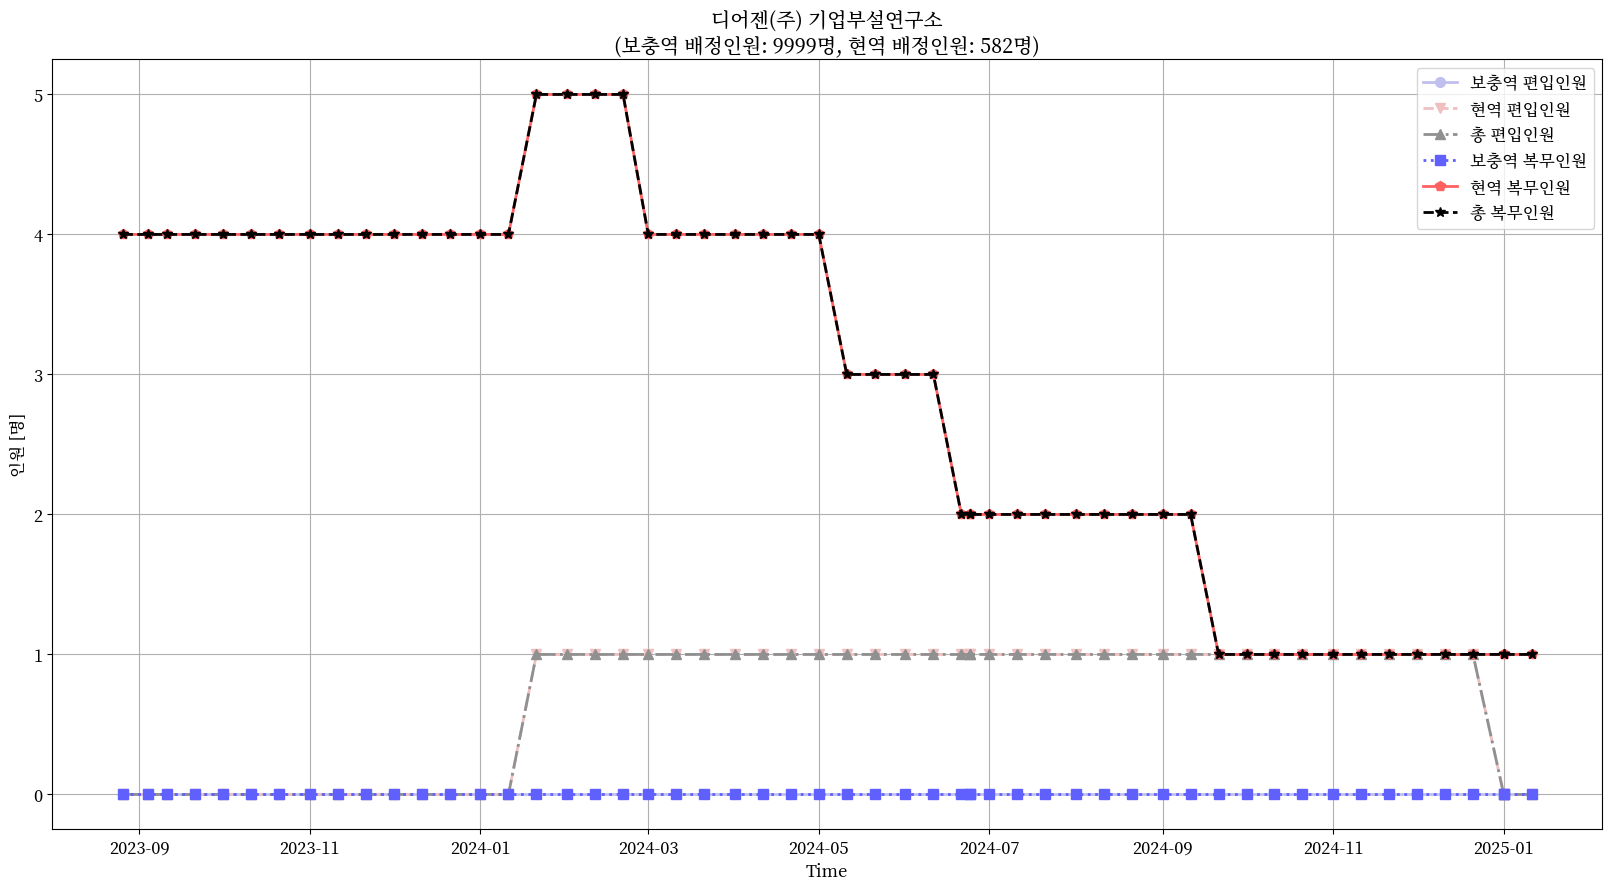 디어젠(주) 기업부설연구소
(보충역 배정인원: 9999명, 현역 배정인원: 582명)
보충역 편입인원
현역 편입인원
총 편입인원
보충역 복무인원
현역 복무인원
총 복무인원
인원 [명]
5
4
3
2
1
0
2023-09
2023-11
2024-01
2024-03
2024-05
2024-07
2024-09
2024-11
2025-01
Time